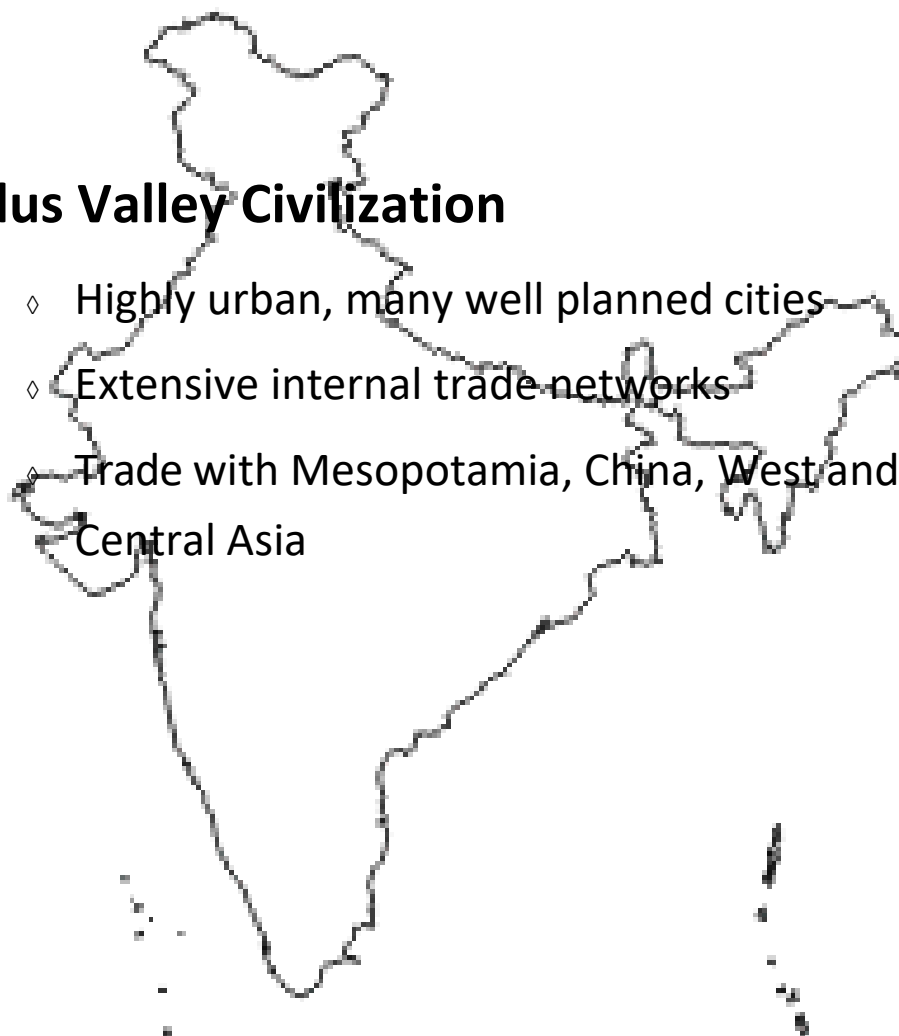 dus Valley Civilization
◊ Highly urban, many well planned cities
◊ Extensive internal trade networks
◊ Trade with Mesopotamia, China, West and
Central Asia